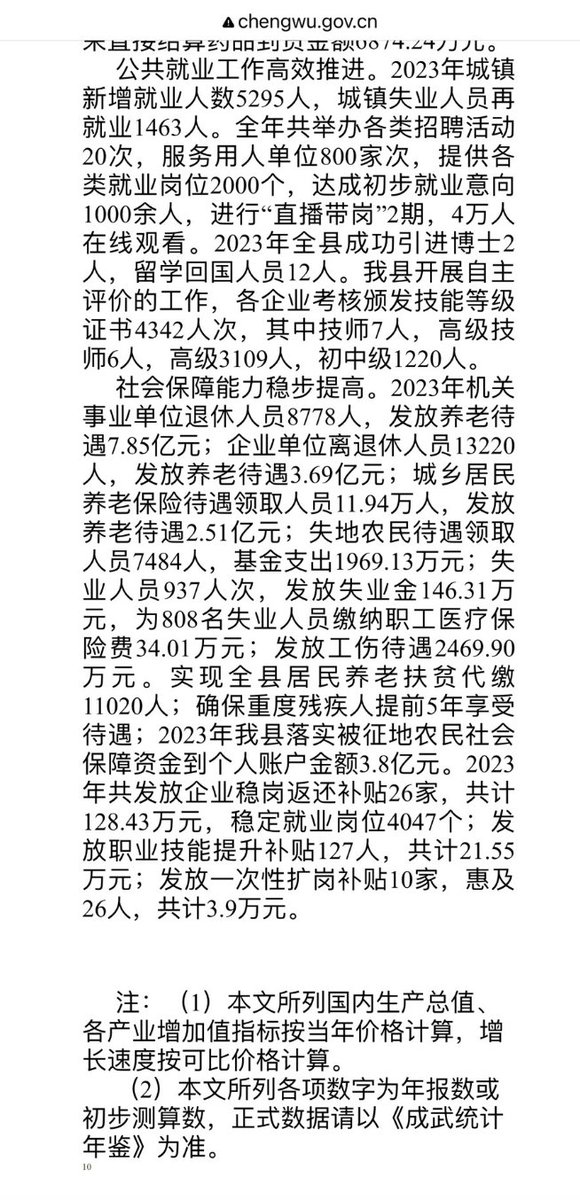 chengwu.gov.cn
未直接结算药品到货金额6874.24万元。
公共就业工作高效推进。2023年城镇
新增就业人数5295人，城镇失业人员再
就业1463人。全年共举办各类招聘活动
20次，服务用人单位800家次，提供各
类就业岗位2000个，达成初步就业意向
1000余人，进行“直播带岗”2期，4万人
在线观看。2023年全县成功引进博士2
人，留学回国人员12人。我县开展自主
评价的工作，各企业考核颁发技能等级
证书4342人次，其中技师7人，高级技
师6人，高级3109人，初中级1220人。
社会保障能力稳步提高。2023年机关
事业单位退休人员8778人，发放养老待
遇7.85亿元；企业单位离退休人员13220
人，发放养老待遇3.69亿元；城乡居民
养老保险待遇领取人员11.94万人，发放
养老待遇2.51亿元；失地农民待遇领取
人员7484人，基金支出1969.13万元；失
业人员937人次，发放失业金146.31万
元，为808名失业人员缴纳职工医疗保
险费34.01万元；发放工伤待遇2469.90
万元。实现全县居民养老扶贫代缴
11020人；确保重度残疾人提前5年享受
待遇；2023年我县落实被征地农民社会
保障资金到个人账户金额3.8亿元。2023
年共发放企业稳岗返还补贴26家，共计
128.43万元，稳定就业岗位4047个；发
放职业技能提升补贴127人，共计21.55
万元；发放一次性扩岗补贴10家，惠及
26人，共计3.9万元。
注：（1）本文所列国内生产总值、
各产业增加值指标按当年价格计算，增
长速度按可比价格计算。
（2）本文所列各项数字为年报数或
初步测算数，正式数据请以《成武统计
年鉴》为准。
10